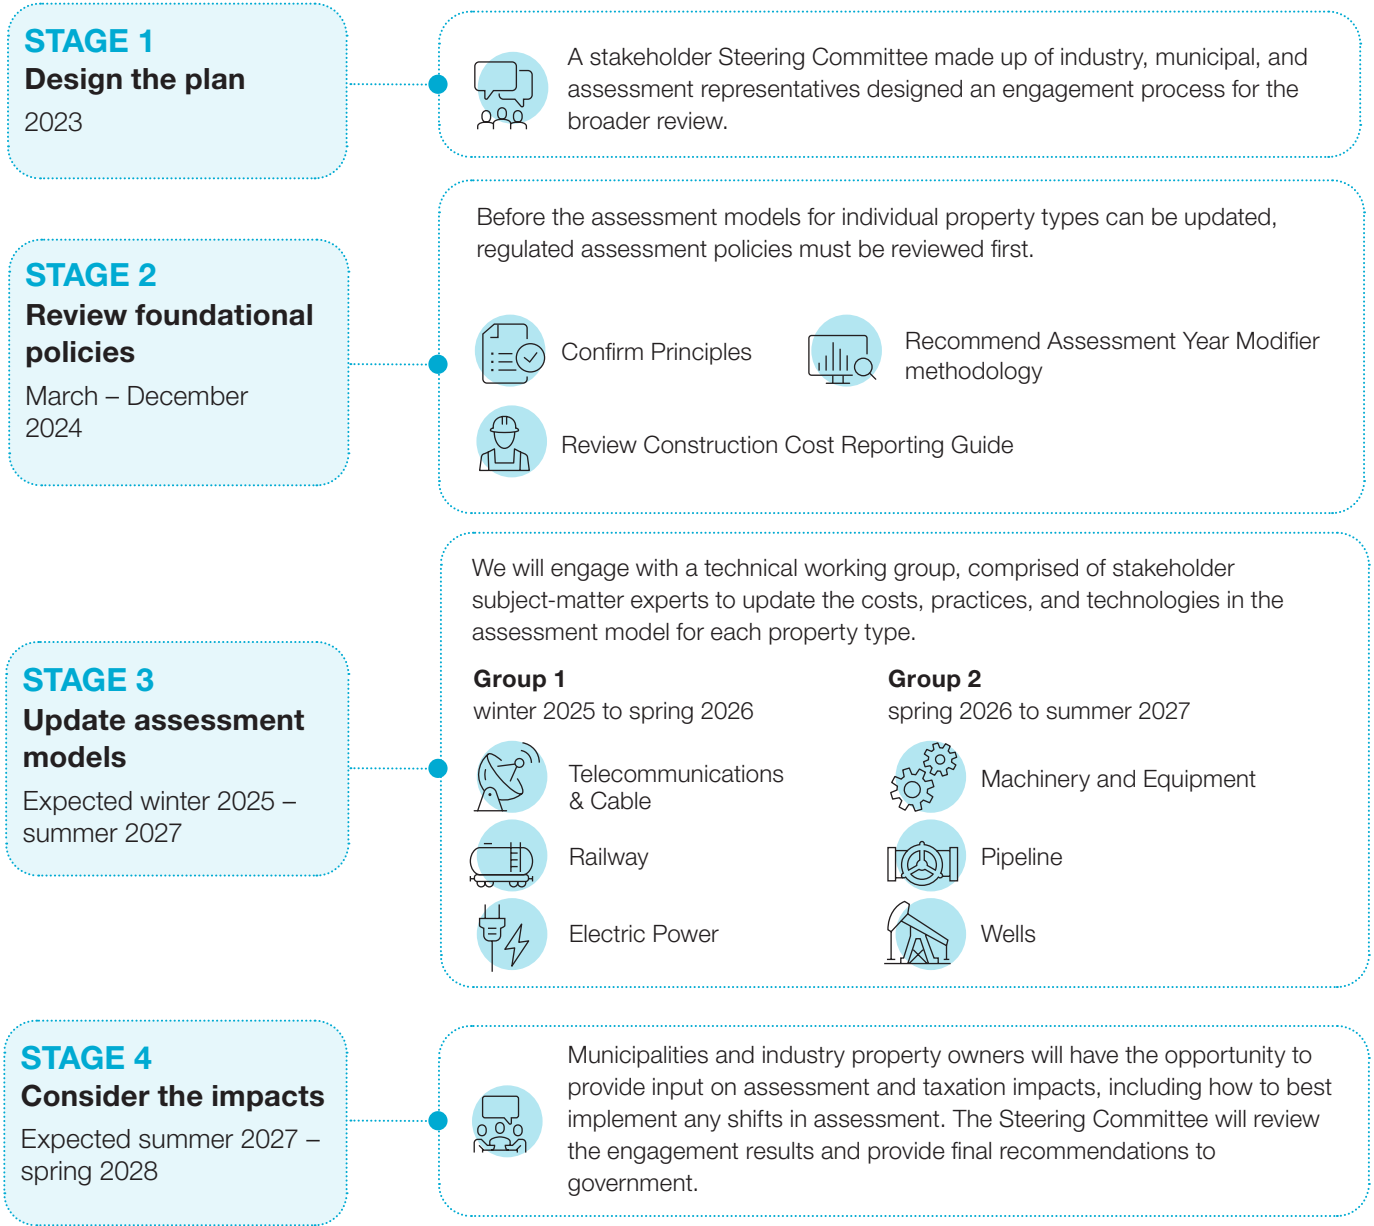 STAGE 1
Design the plan
2023
A stakeholder Steering Committee made up of industry, municipal, and
assessment representatives designed an engagement process for the
broader review.
STAGE 2
Review foundational
policies
March – December
2024
Before the assessment models for individual property types can be updated,
regulated assessment policies must be reviewed first.
Confirm Principles
Recommend Assessment Year Modifier
methodology
Review Construction Cost Reporting Guide
STAGE 3
Update assessment
models
Expected winter 2025 –
summer 2027
We will engage with a technical working group, comprised of stakeholder
subject-matter experts to update the costs, practices, and technologies in the
assessment model for each property type.
Group 1
winter 2025 to spring 2026
Telecommunications
& Cable
Railway
Electric Power
Group 2
spring 2026 to summer 2027
Machinery and Equipment
Pipeline
Wells
STAGE 4
Consider the impacts
Expected summer 2027 –
spring 2028
Municipalities and industry property owners will have the opportunity to
provide input on assessment and taxation impacts, including how to best
implement any shifts in assessment. The Steering Committee will review
the engagement results and provide final recommendations to
government.